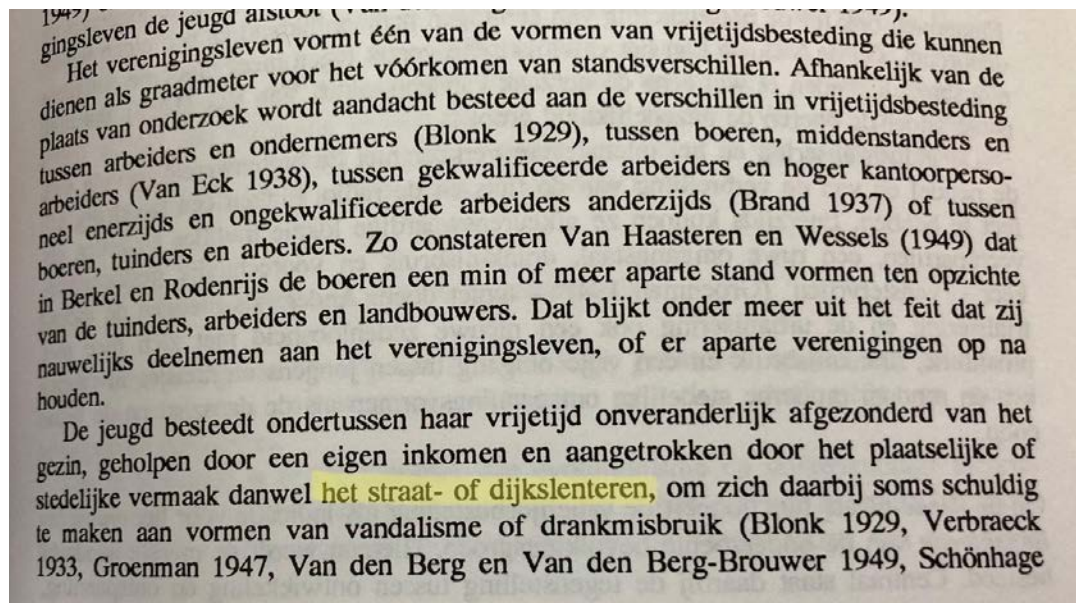 1949)
gingsleven de jeugd afstoot (Van den 1949).
Het verenigingsleven vormt één van de vormen van vrijetijdsbesteding die kunnen
dienen als graadmeter voor het vóórkomen van standsverschillen. Afhankelijk van de
plaats van onderzoek wordt aandacht besteed aan de verschillen in vrijetijdsbesteding
tussen arbeiders en ondernemers (Blonk 1929), tussen boeren, middenstanders en
arbeiders (Van Eck 1938), tussen gekwalificeerde arbeiders en hoger kantoorperso-
neel enerzijds en ongekwalificeerde arbeiders anderzijds (Brand 1937) of tussen
boeren, tuinders en arbeiders. Zo constateren Van Haasteren en Wessels (1949) dat
in Berkel en Rodenrijs de boeren een min of meer aparte stand vormen ten opzichte
van de tuinders, arbeiders en landbouwers. Dat blijkt onder meer uit het feit dat zij
nauwelijks deelnemen aan het verenigingsleven, of er aparte verenigingen op na
houden.
De jeugd besteedt ondertussen haar vrijetijd onveranderlijk afgezonderd van het
gezin, geholpen door een eigen inkomen en aangetrokken door het plaatselijke of
stedelijke vermaak danwel het straat- of dijkslenteren, om zich daarbij soms schuldig
te maken aan vormen van vandalisme of drankmisbruik (Blonk 1929, Verbraeck
1933, Groenman 1947, Van den Berg en Van den Berg-Brouwer 1949, Schönhage